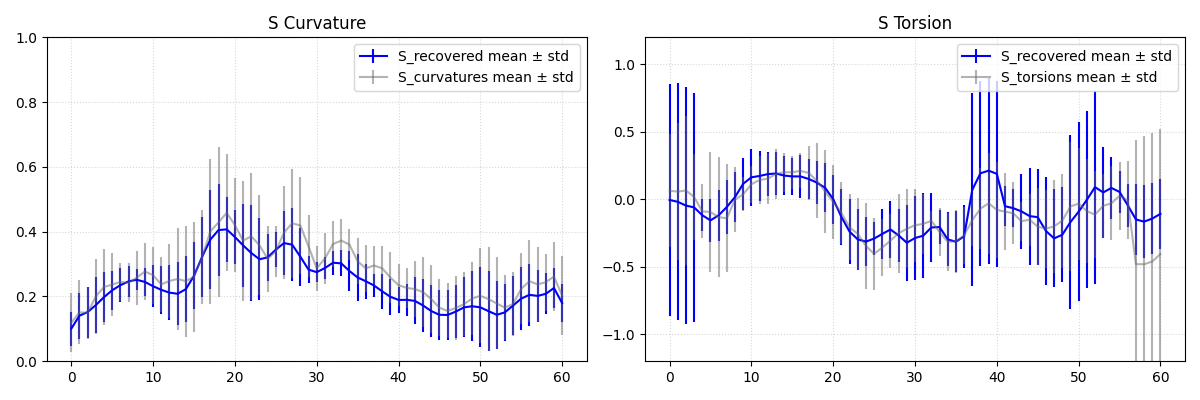 S Curvature
S_recovered mean ± std
S_curvatures mean ± std
1.0
0.8
0.6
0.4
0.2
0.0
0 10 20 30 40 50 60
S Torsion
S_recovered mean ± std
S_torsions mean ± std
1.0
0.5
0.0
−0.5
−1.0
0 10 20 30 40 50 60